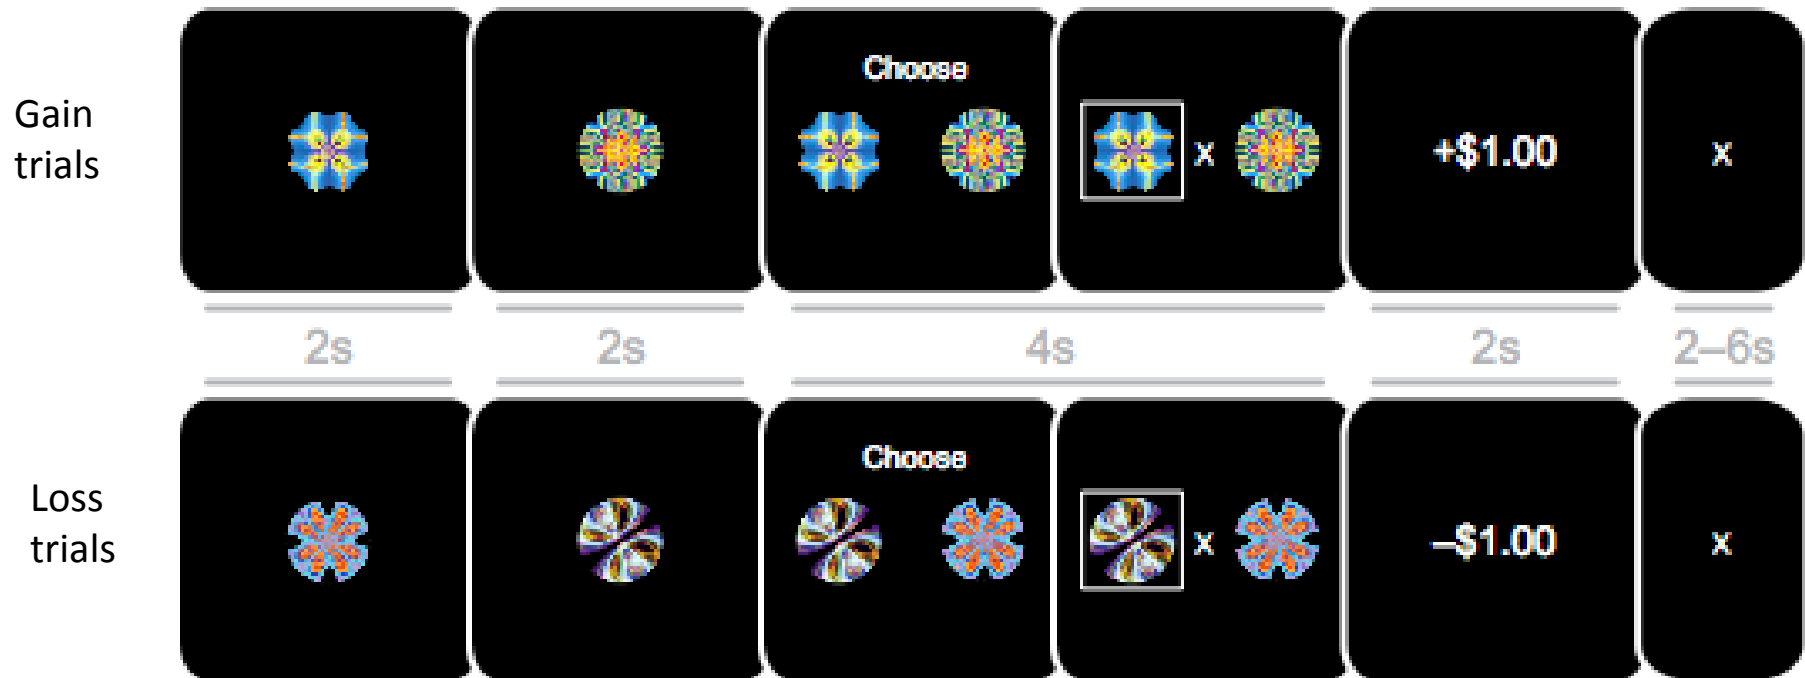 Gain
trials
Choose
x
+$1.00
x
2s
2s
4s
2s
2–6s
Loss
trials
Choose
x
–$1.00
x